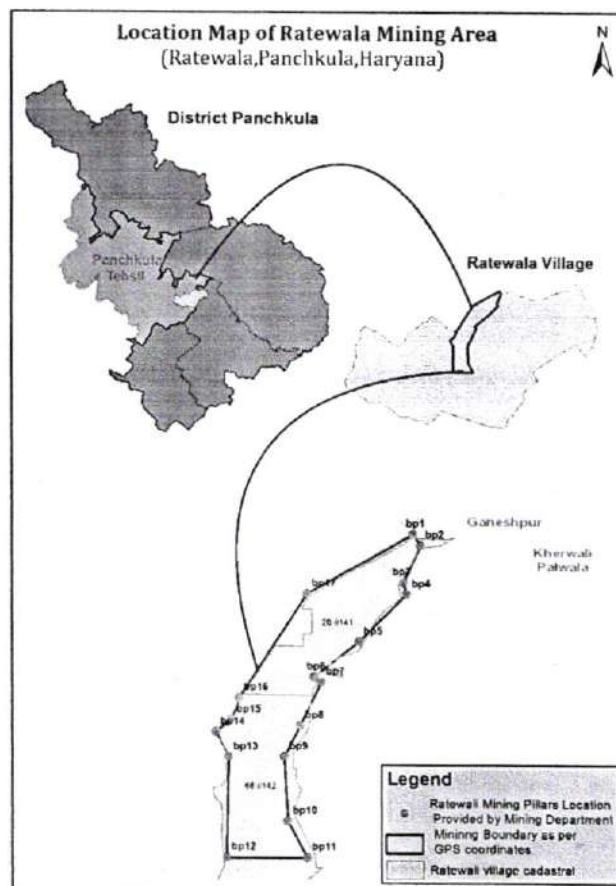 Location Map of Ratewala Mining Area
(Ratewala,Panchkula,Haryana)
N
District Panchkula
Panchkula
Tehsil
Ratewala Village
bp1
Ganeshpur
bp2
Kherwali
Palwala
bp3
bp4
bp17
bp5
bp6
bp7
bp16
bp15
bp14
bp8
bp13
bp9
bp10
bp12
bp11
Legend
Ratewali Mining Pillars Location
Provided by Mining Department
Mininng Boundary as per
GPS coordinates
Ratewali village cadastral